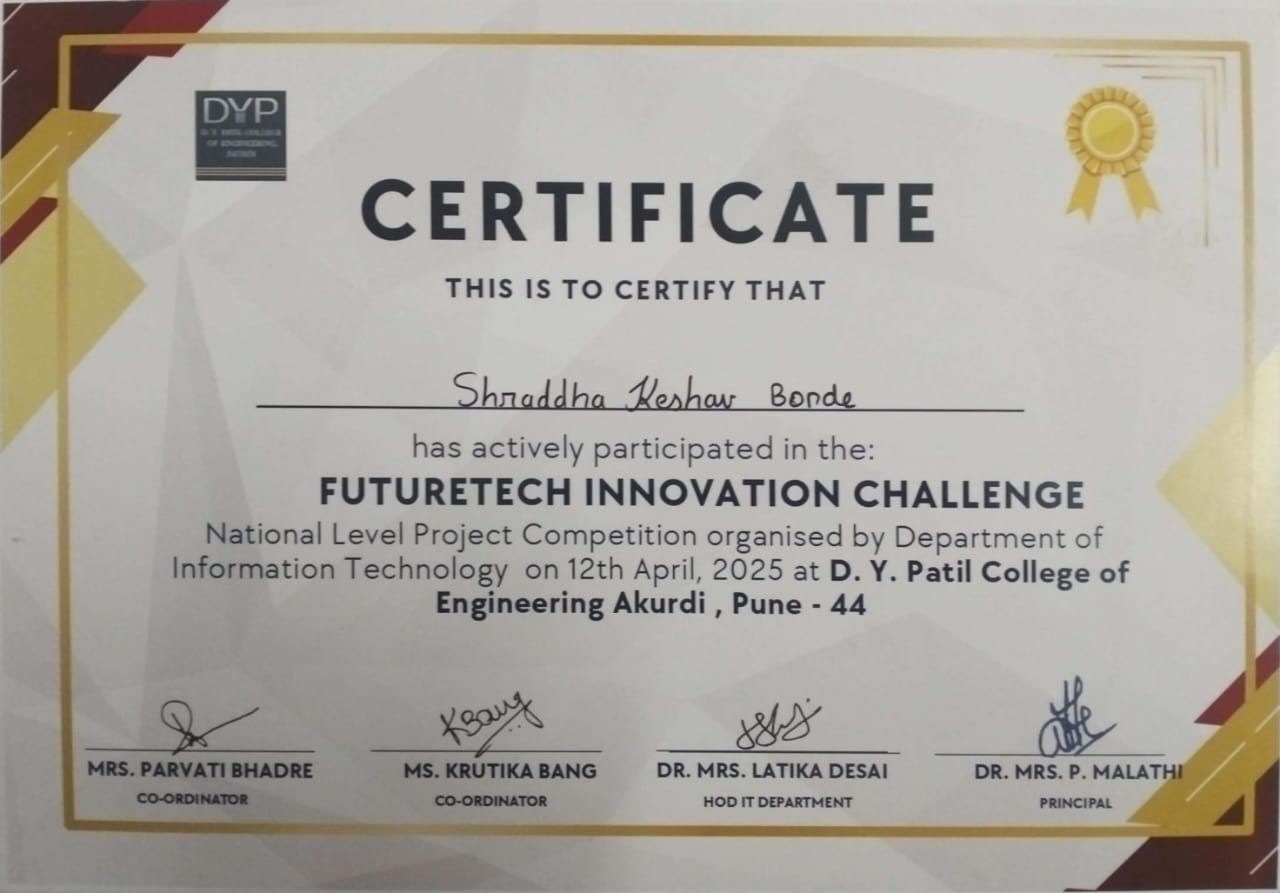 DYP
D. Y. PATIL COLLEGE
OF ENGINEERING,
AKURDI
CERTIFICATE
THIS IS TO CERTIFY THAT
Shraddha Keshav Bonde
has actively participated in the:
FUTURETECH INNOVATION CHALLENGE
National Level Project Competition organised by Department of
Information Technology on 12th April, 2025 at D. Y. Patil College of
Engineering Akurdi , Pune - 44
KBang
MRS. PARVATI BHADRE
CO-ORDINATOR
MS. KRUTIKA BANG
CO-ORDINATOR
DR. MRS. LATIKA DESAI
HOD IT DEPARTMENT
DR. MRS. P. MALATHI
PRINCIPAL